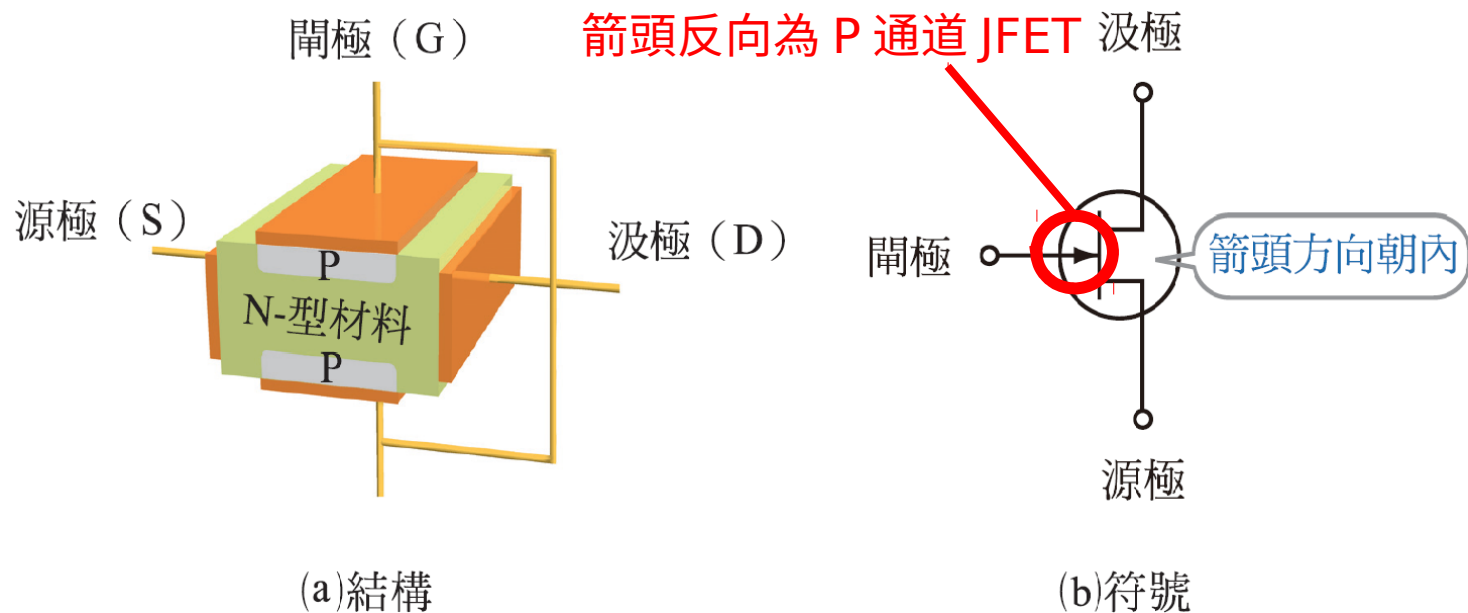 閘極（G）
箭頭反向為 P 通道 JFET
汲極
源極（S）
汲極（D）
P
N-型材料
P
閘極
箭頭方向朝內
源極
(a)結構
(b)符號